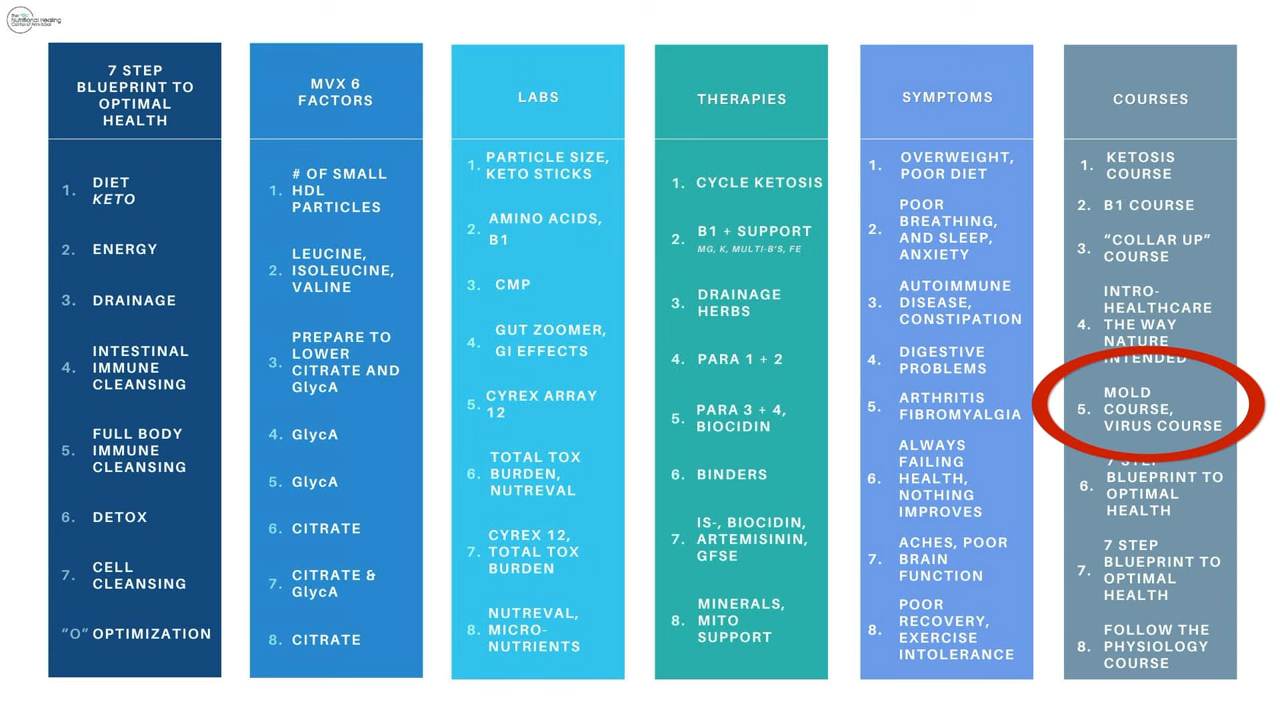 The
Nutritional Healing
Center of Ann Arbor
7 STEP
BLUEPRINT TO
OPTIMAL
HEALTH
1. DIET
KETO
2. ENERGY
3. DRAINAGE
4. INTESTINAL
IMMUNE
CLEANSING
5. FULL BODY
IMMUNE
CLEANSING
6. DETOX
7. CELL
CLEANSING
"O" OPTIMIZATION
MVX 6
FACTORS
1. # OF SMALL
HDL
PARTICLES
2. LEUCINE,
ISOLEUCINE,
VALINE
3. PREPARE TO
LOWER
CITRATE AND
GlycA
4. GlycA
5. GlycA
6. CITRATE
7. CITRATE &
GlycA
8. CITRATE
LABS
1. PARTICLE SIZE,
KETO STICKS
2. AMINO ACIDS,
B1
3. CMP
4. GUT ZOOMER,
GI EFFECTS
5. CYREX ARRAY
12
6. TOTAL TOX
BURDEN,
NUTREVAL
7. CYREX 12,
TOTAL TOX
BURDEN
8. NUTREVAL,
MICRO-
NUTRIENTS
THERAPIES
1. CYCLE KETOSIS
2. B1 + SUPPORT
MG, K, MULTI-B'S, FE
3. DRAINAGE
HERBS
4. PARA 1 + 2
5. PARA 3 + 4,
BIOCIDIN
6. BINDERS
7. IS-, BIOCIDIN,
ARTEMISININ,
GFSE
8. MINERALS,
MITO
SUPPORT
SYMPTOMS
1. OVERWEIGHT,
POOR DIET
2. POOR
BREATHING,
AND SLEEP,
ANXIETY
3. AUTOIMMUNE
DISEASE,
CONSTIPATION
4. DIGESTIVE
PROBLEMS
5. ARTHRITIS
FIBROMYALGIA
6. ALWAYS
FAILING
HEALTH,
NOTHING
IMPROVES
7. ACHES, POOR
BRAIN
FUNCTION
8. POOR
RECOVERY,
EXERCISE
INTOLERANCE
COURSES
1. KETOSIS
COURSE
2. B1 COURSE
3. "COLLAR UP"
COURSE
4. INTRO-
HEALTHCARE
THE WAY
NATURE
INTENDED
5. MOLD
COURSE,
VIRUS COURSE
6. 7 STEP
BLUEPRINT TO
OPTIMAL
HEALTH
7. 7 STEP
BLUEPRINT TO
OPTIMAL
HEALTH
8. FOLLOW THE
PHYSIOLOGY
COURSE